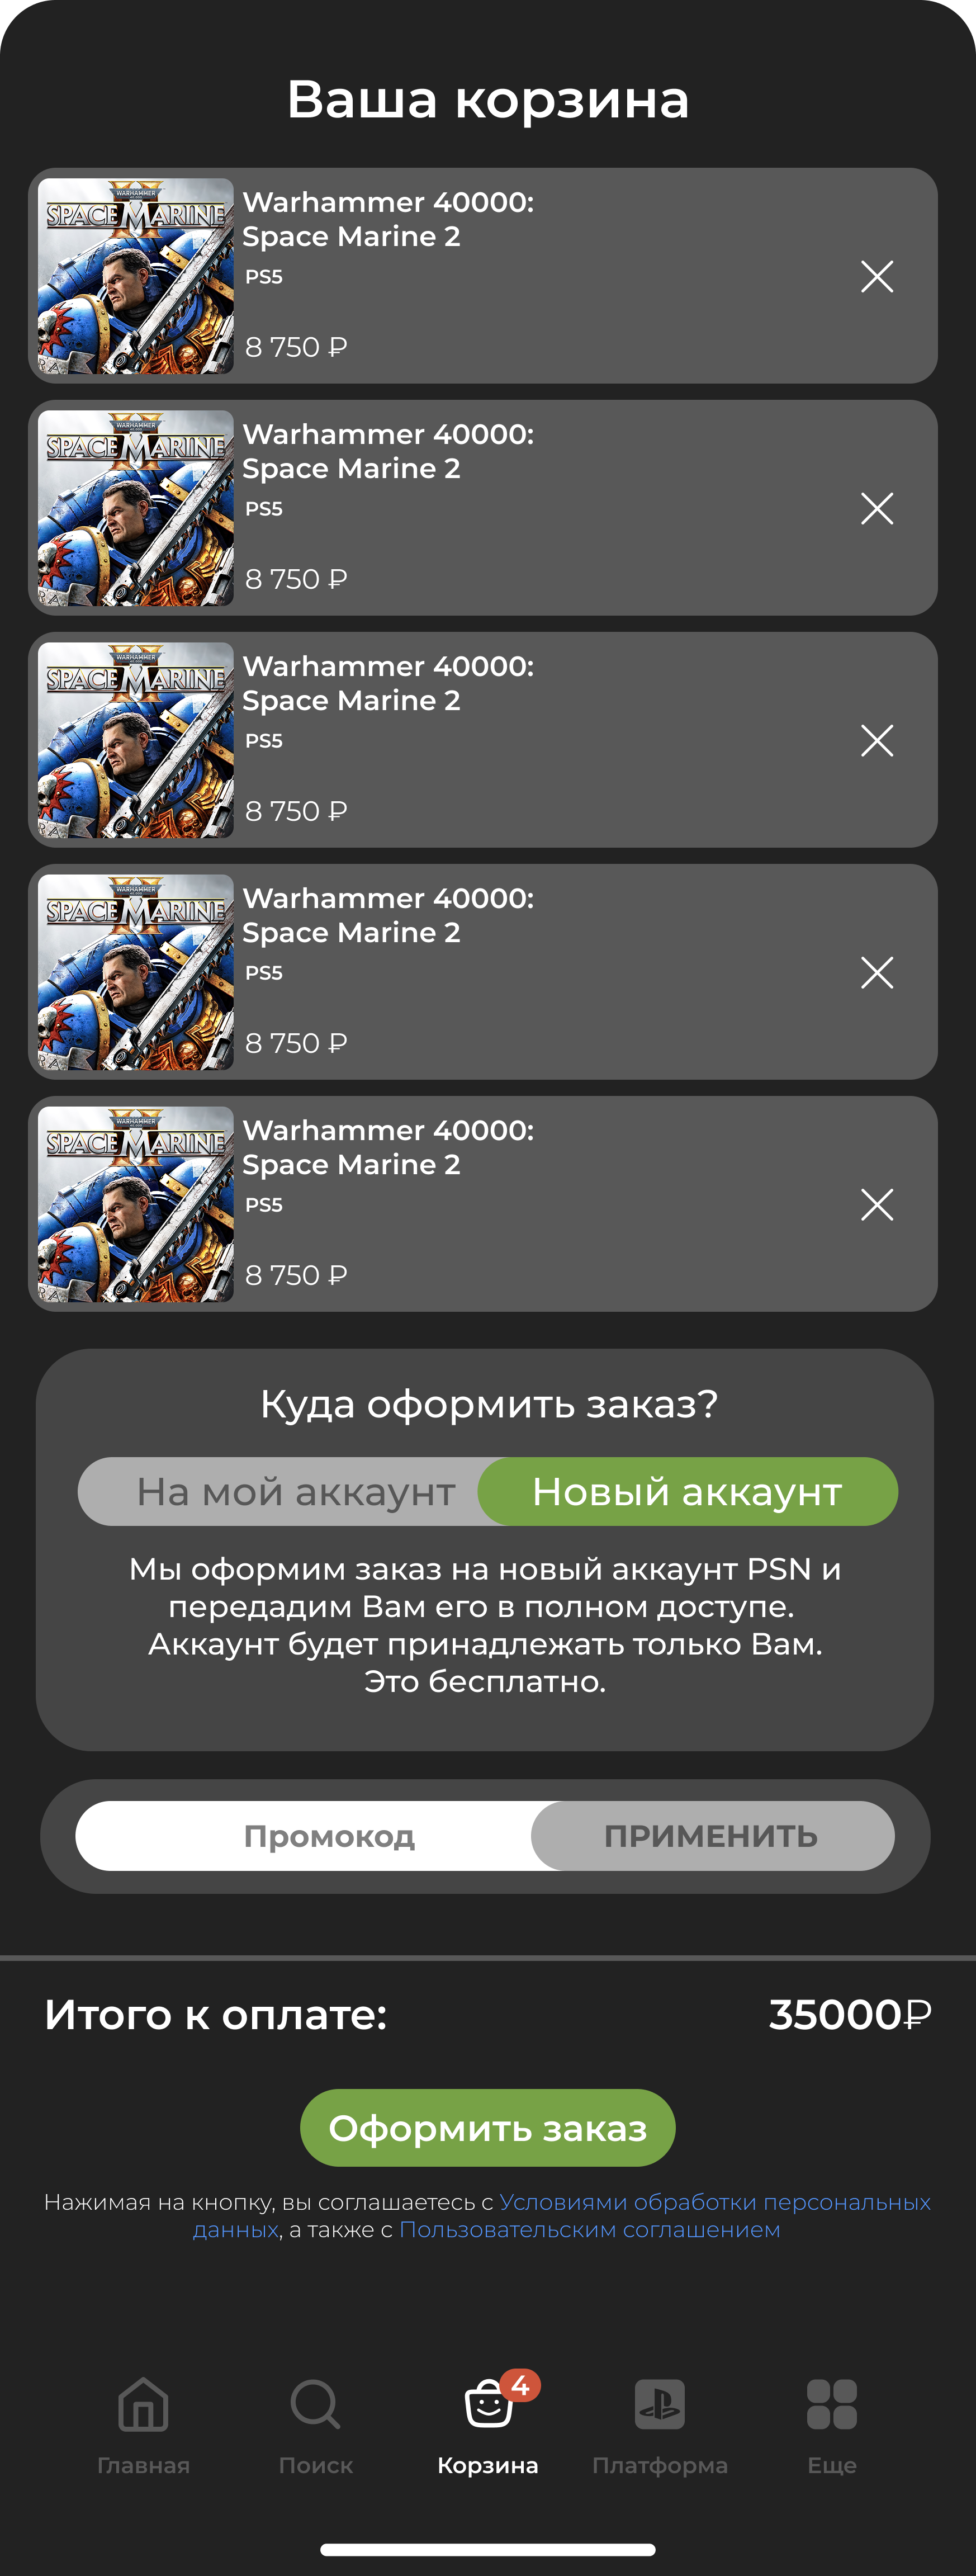 Ваша корзина
WARHAMMER
SPACE MARINE
Warhammer 40000:
Space Marine 2
PS5
8 750 ₽
WARHAMMER
SPACE MARINE
Warhammer 40000:
Space Marine 2
PS5
8 750 ₽
WARHAMMER
SPACE MARINE
Warhammer 40000:
Space Marine 2
PS5
8 750 ₽
WARHAMMER
SPACE MARINE
Warhammer 40000:
Space Marine 2
PS5
8 750 ₽
WARHAMMER
SPACE MARINE
Warhammer 40000:
Space Marine 2
PS5
8 750 ₽
Куда оформить заказ?
На мой аккаунт Новый аккаунт
Мы оформим заказ на новый аккаунт PSN и
передадим Вам его в полном доступе.
Аккаунт будет принадлежать только Вам.
Это бесплатно.
Промокод ПРИМЕНИТЬ
Итого к оплате: 35000₽
Оформить заказ
Нажимая на кнопку, вы соглашаетесь с Условиями обработки персональных
данных, а также с Пользовательским соглашением
4
Главная Поиск Корзина Платформа Еще